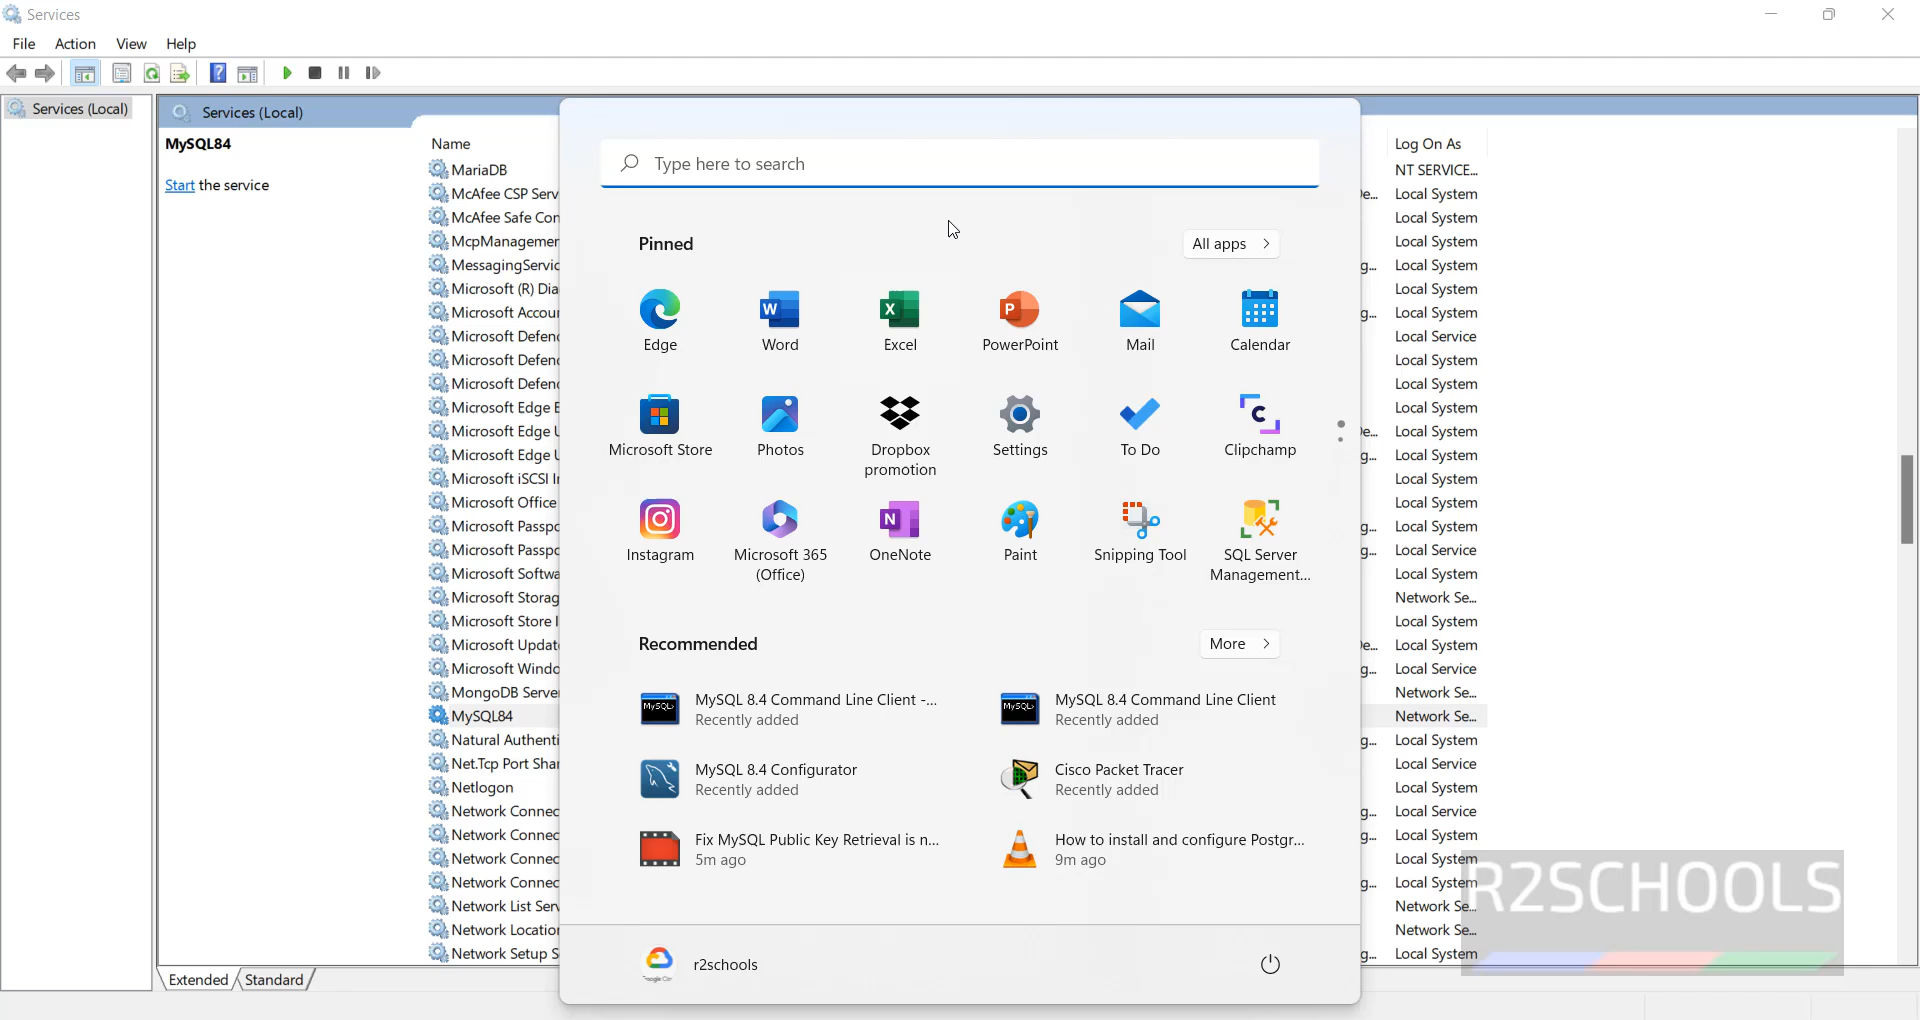 Services
File Action View Help
Services (Local)
Services (Local)
MySQL84
Start the service
Name
MariaDB
McAfee CSP Serv
McAfee Safe Con
McpManagemer
MessagingServic
Microsoft (R) Dia
Microsoft Accour
Microsoft Defenc
Microsoft Defenc
Microsoft Defenc
Microsoft Edge E
Microsoft Edge U
Microsoft Edge U
Microsoft iSCSI Ir
Microsoft Office
Microsoft Passpo
Microsoft Passpo
Microsoft Softwa
Microsoft Storag
Microsoft Store I
Microsoft Update
Microsoft Windo
MongoDB Server
MySQL84
Natural Authenti
Net.Tcp Port Shar
Netlogon
Network Connec
Network Connec
Network Connec
Network Connec
Network List Serv
Network Location
Network Setup S
Extended Standard
Type here to search
Pinned
All apps
Edge
Word
Excel
PowerPoint
Mail
Calendar
Microsoft Store
Photos
Dropbox
promotion
Settings
To Do
Clipchamp
Instagram
Microsoft 365
(Office)
OneNote
Paint
Snipping Tool
SQL Server
Management...
Recommended
More
MySQL 8.4 Command Line Client -...
Recently added
MySQL 8.4 Command Line Client
Recently added
MySQL 8.4 Configurator
Recently added
Cisco Packet Tracer
Recently added
Fix MySQL Public Key Retrieval is n...
5m ago
How to install and configure Postgr...
9m ago
r2schools
Log On As
NT SERVICE...
Local System
Local System
Local System
Local System
Local System
Local System
Local Service
Local System
Local System
Local System
Local System
Local System
Local System
Local System
Local System
Local Service
Local System
Network Se...
Local System
Local System
Local Service
Network Se...
Network Se...
Local System
Local Service
Local System
Local Service
Local System
Local System
Local System
Network Se...
Network Se...
Local System
R2SCHOOLS